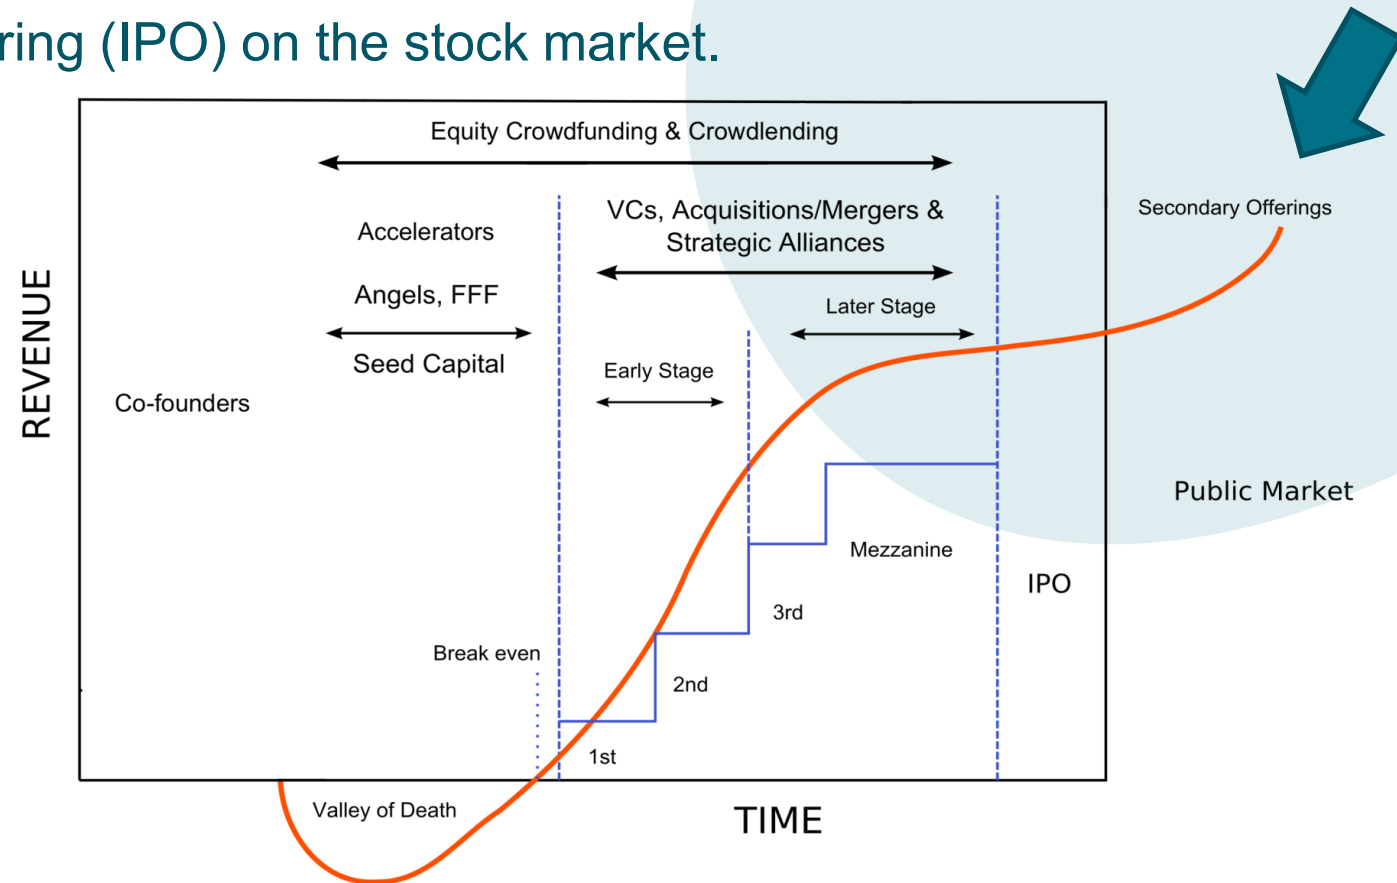 ring (IPO) on the stock market.
Equity Crowdfunding & Crowdlending
VCs, Acquisitions/Mergers &
Strategic Alliances
Secondary Offerings
Accelerators
Angels, FFF
Seed Capital
Later Stage
Early Stage
Co-founders
REVENUE
Public Market
Mezzanine
IPO
3rd
Break even
2nd
1st
Valley of Death
TIME